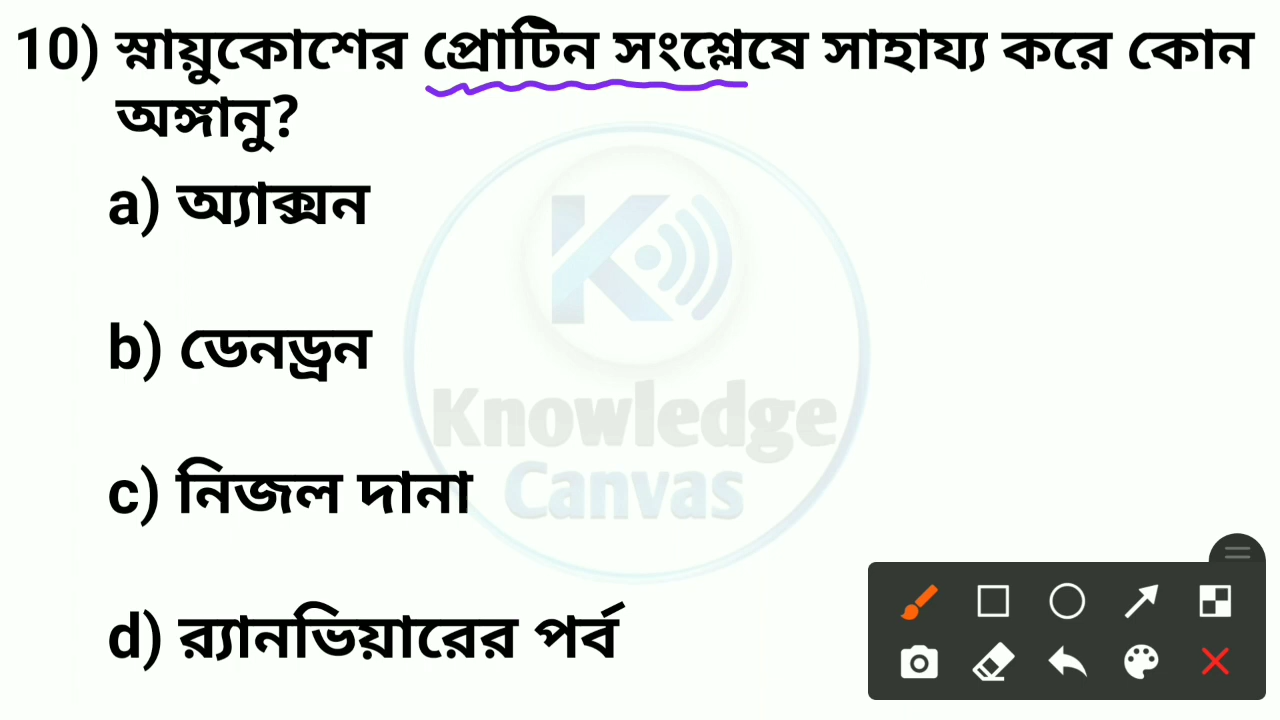 10) স্নায়ুকোশের প্রোটিন সংশ্লেষে সাহায্য করে কোন
অঙ্গানু?
a) অ্যাক্সন
b) ডেনড্রন
Knowledge
c) নিজল দানা
Canvas
d) র‍্যানভিয়ারের পর্ব